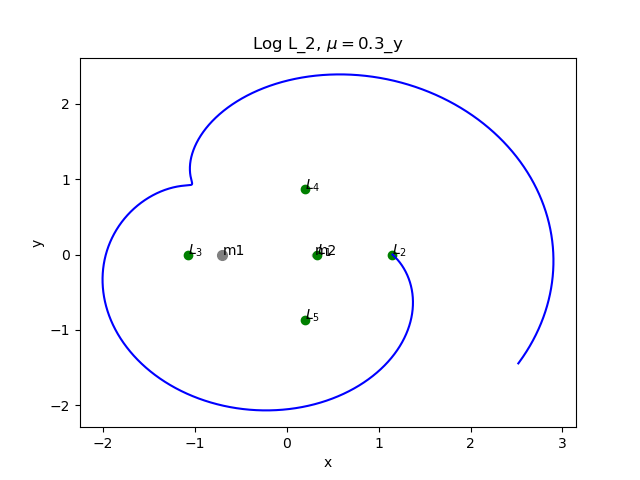 Log L_2, μ = 0.3_y
y
2
1
0
−1
−2
L₄
L₃
m1
m2
L₂
L₅
−2 −1 0 1 2 3
x